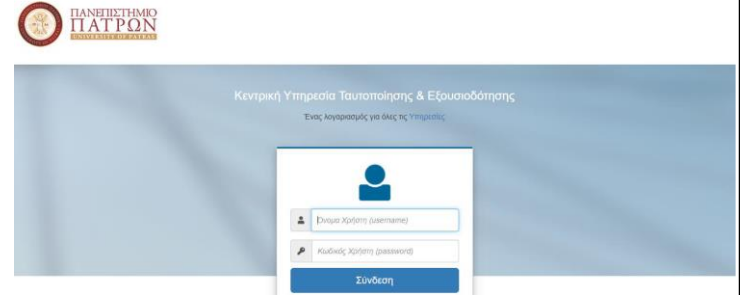 ΠΑΝΕΠΙΣΤΗΜΙΟ
ΠΑΤΡΩΝ
UNIVERSITY OF PATRAS
Κεντρική Υπηρεσία Ταυτοποίησης & Εξουσιοδότησης
Ένας λογαριασμός για όλες τις Υπηρεσίες
Όνομα Χρήστη (username)
Κωδικός Χρήστη (password)
Σύνδεση